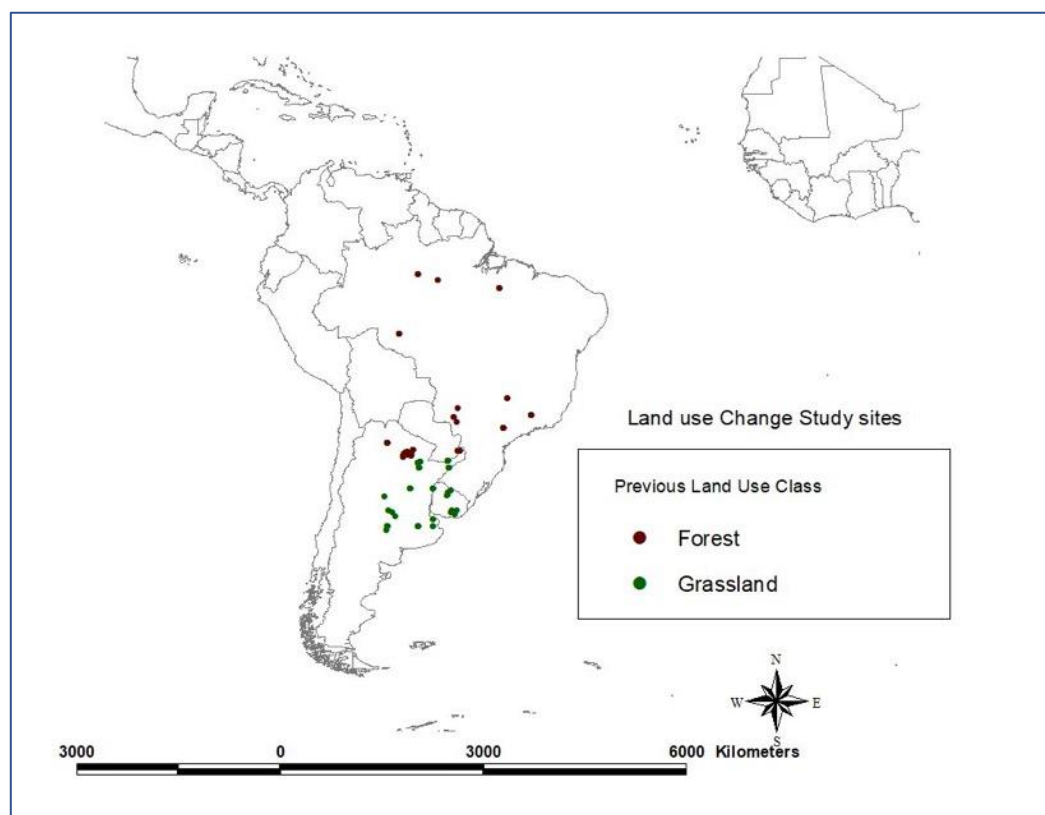 Land use Change Study sites
Previous Land Use Class
Forest
Grassland
N
W E
S
3000 0 3000 6000 Kilometers